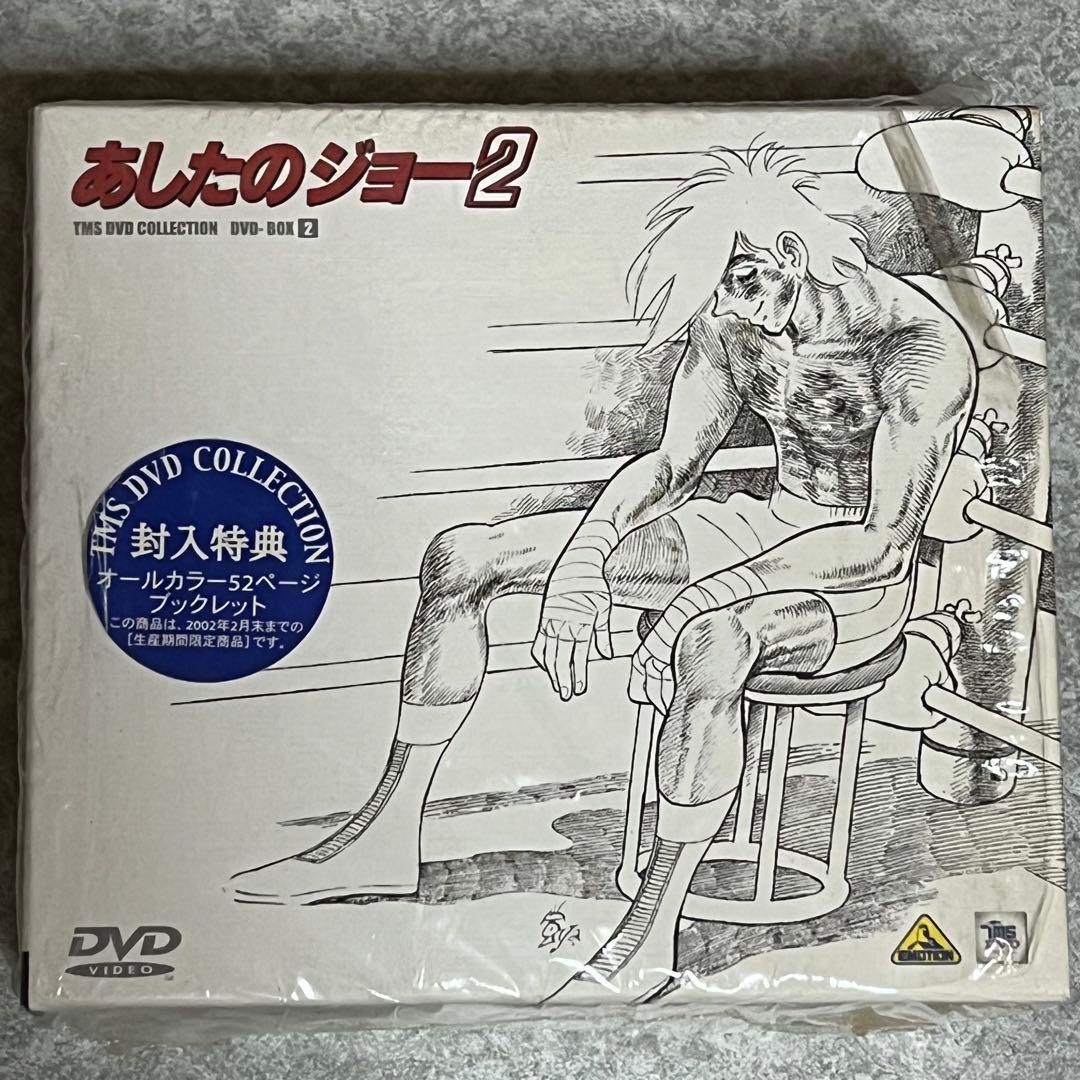 あしたのジョー2
TMS DVD COLLECTION DVD-BOX 2
TMS DVD COLLECTION
封入特典
オールカラー52ページ
ブックレット
この商品は、2002年2月末までの
[生産期間限定商品]です。
DVD
VIDEO
EMOTION
TMS